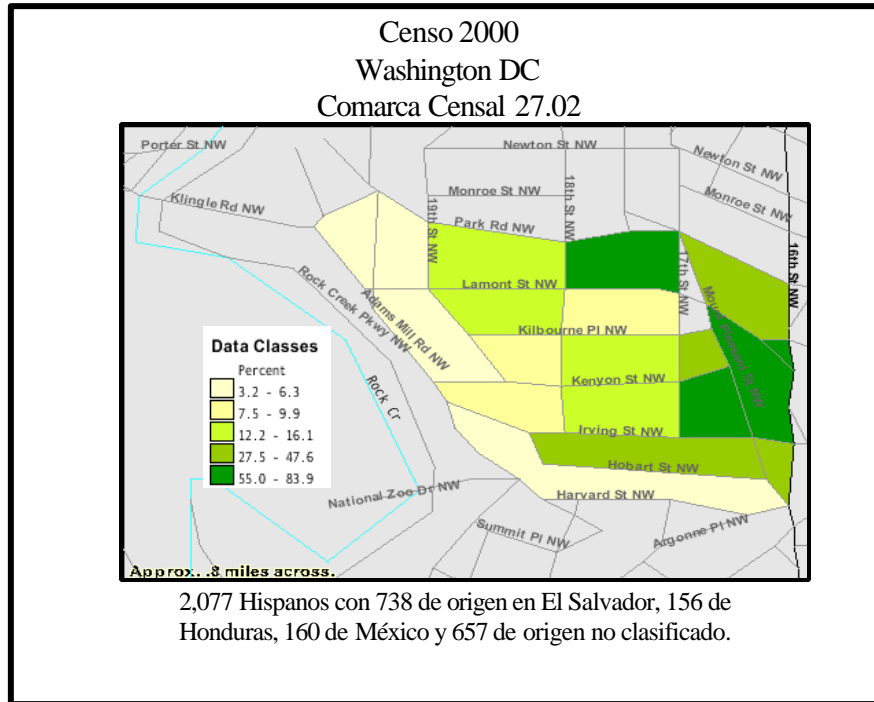 Censo 2000
Washington DC
Comarca Censal 27.02
Porter St NW
Newton St NW
Newton St NW
Klingle Rd NW
Monroe St NW
Monroe St NW
19th St NW
18th St NW
Park Rd NW
17th St NW
16th St NW
Lamont St NW
Rock Creek Pkwy NW
Adams Mill Rd NW
Mount Pleasant St NW
Kilbourne Pl NW
Data Classes
Percent
3.2 - 6.3
7.5 - 9.9
12.2 - 16.1
27.5 - 47.6
55.0 - 83.9
Rock Cr
Kenyon St NW
Irving St NW
Hobart St NW
National Zoo Dr NW
Harvard St NW
Summit Pl NW
Argonne Pl NW
Approx. .8 miles across.
2,077 Hispanos con 738 de origen en El Salvador, 156 de
Honduras, 160 de México y 657 de origen no clasificado.